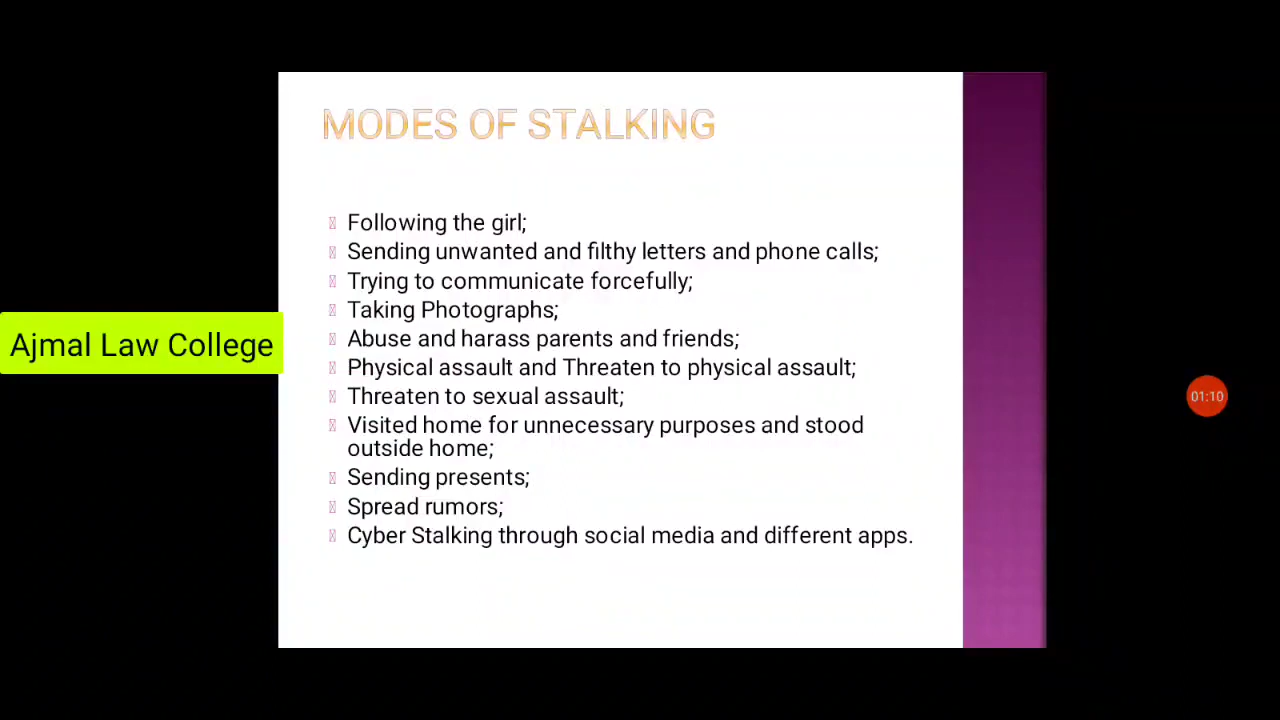 MODES OF STALKING
Following the girl;
Sending unwanted and filthy letters and phone calls;
Trying to communicate forcefully;
Taking Photographs;
Abuse and harass parents and friends;
Physical assault and Threaten to physical assault;
Threaten to sexual assault;
Visited home for unnecessary purposes and stood
outside home;
Sending presents;
Spread rumors;
Cyber Stalking through social media and different apps.
Ajmal Law College
01:10